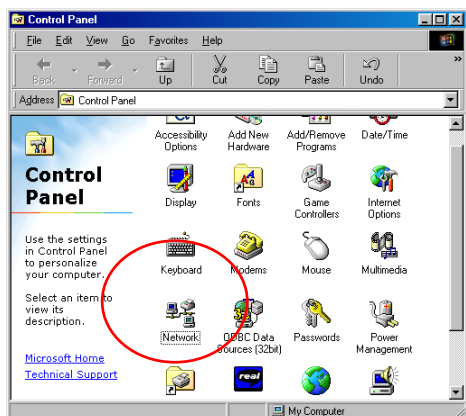 Control Panel
File Edit View Go Favorites Help
Back Forward Up Cut Copy Paste Undo »
Address Control Panel
Accessibility Options
Add New Hardware
Add/Remove Programs
Date/Time
Control Panel
Display
Fonts
Game Controllers
Internet Options
Use the settings
in Control Panel
to personalize
your computer.
Keyboard
Modems
Mouse
Multimedia
Select an item to
view its
description.
Network
ODBC Data Sources (32bit)
Passwords
Power Management
Microsoft Home
Technical Support
real
My Computer